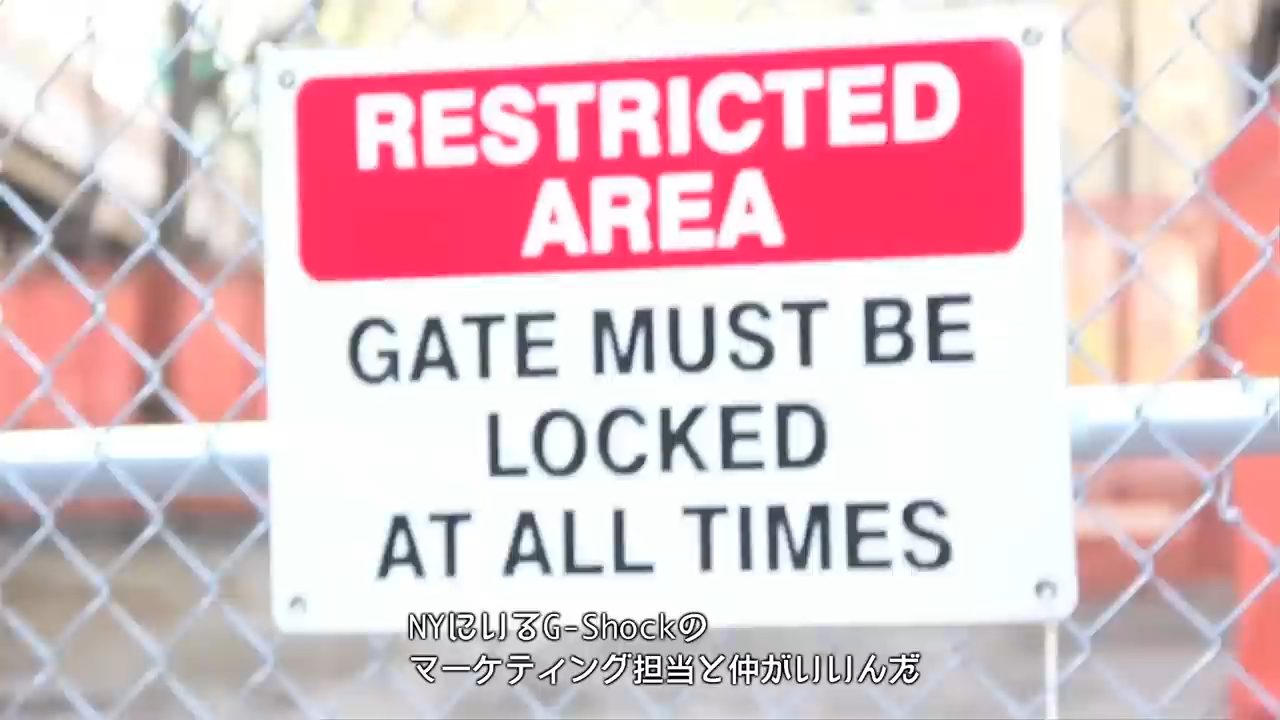 RESTRICTED
AREA
GATE MUST BE
LOCKED
AT ALL TIMES
NYにいるG-Shockの
マーケティング担当と仲がいいんだ